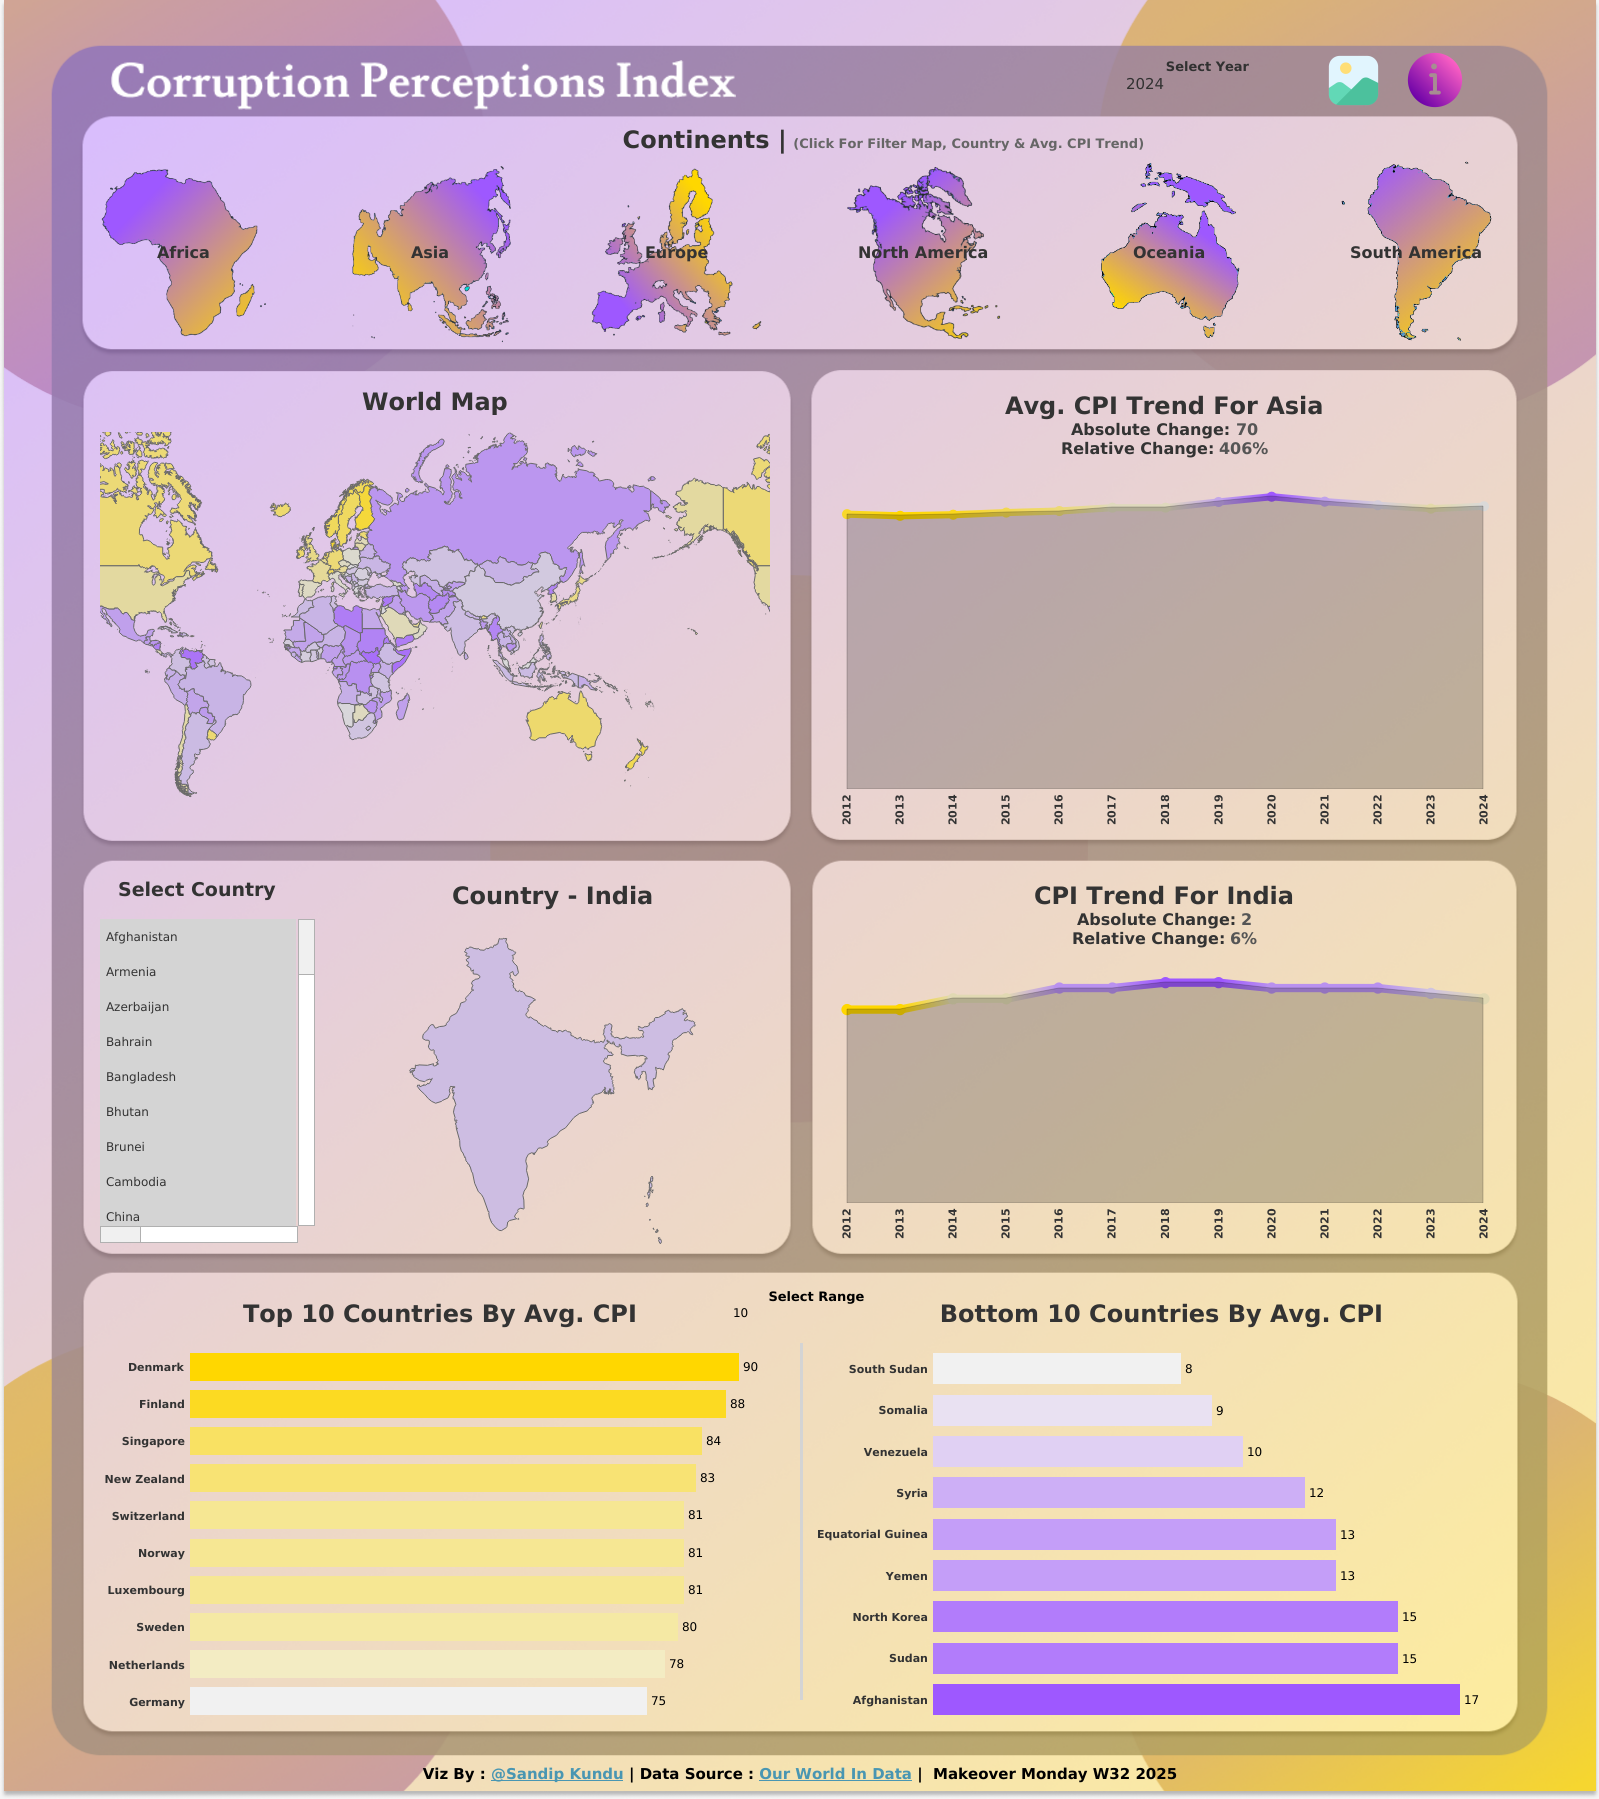 Corruption Perceptions Index
Select Year
2024
Continents | (Click For Filter Map, Country & Avg. CPI Trend)
Africa
Asia
Europe
North America
Oceania
South America
World Map
Avg. CPI Trend For Asia
Absolute Change: 70
Relative Change: 406%
2012
2013
2014
2015
2016
2017
2018
2019
2020
2021
2022
2023
2024
Select Country
Afghanistan
Armenia
Azerbaijan
Bahrain
Bangladesh
Bhutan
Brunei
Cambodia
China
Country - India
CPI Trend For India
Absolute Change: 2
Relative Change: 6%
2012
2013
2014
2015
2016
2017
2018
2019
2020
2021
2022
2023
2024
Select Range
10
Top 10 Countries By Avg. CPI
Denmark 90
Finland 88
Singapore 84
New Zealand 83
Switzerland 81
Norway 81
Luxembourg 81
Sweden 80
Netherlands 78
Germany 75
Bottom 10 Countries By Avg. CPI
South Sudan 8
Somalia 9
Venezuela 10
Syria 12
Equatorial Guinea 13
Yemen 13
North Korea 15
Sudan 15
Afghanistan 17
Viz By : @Sandip Kundu | Data Source : Our World In Data | Makeover Monday W32 2025